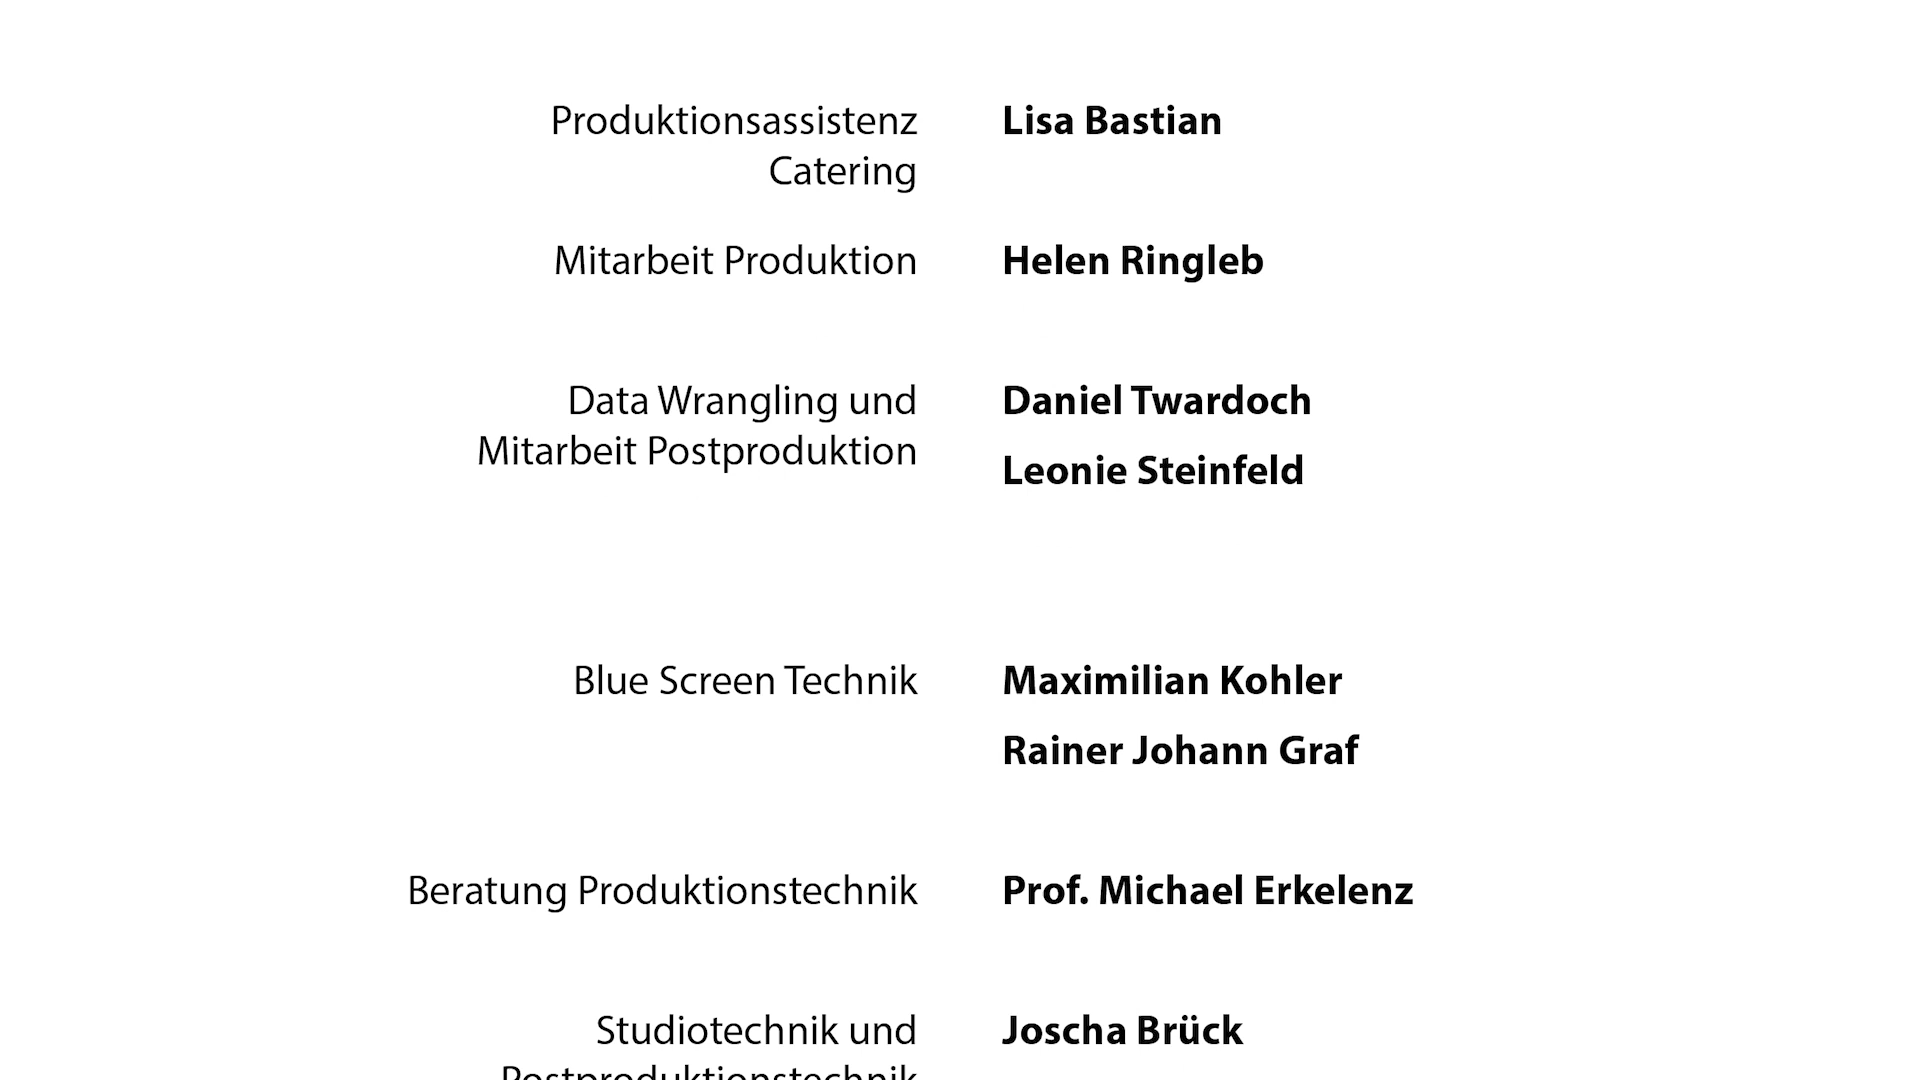 Produktionsassistenz Lisa Bastian
Catering
Mitarbeit Produktion Helen Ringleb
Data Wrangling und Daniel Twardoch
Mitarbeit Postproduktion
Leonie Steinfeld
Blue Screen Technik Maximilian Kohler
Rainer Johann Graf
Beratung Produktionstechnik Prof. Michael Erkelenz
Studiotechnik und Joscha Brück
Postproduktionstechnik